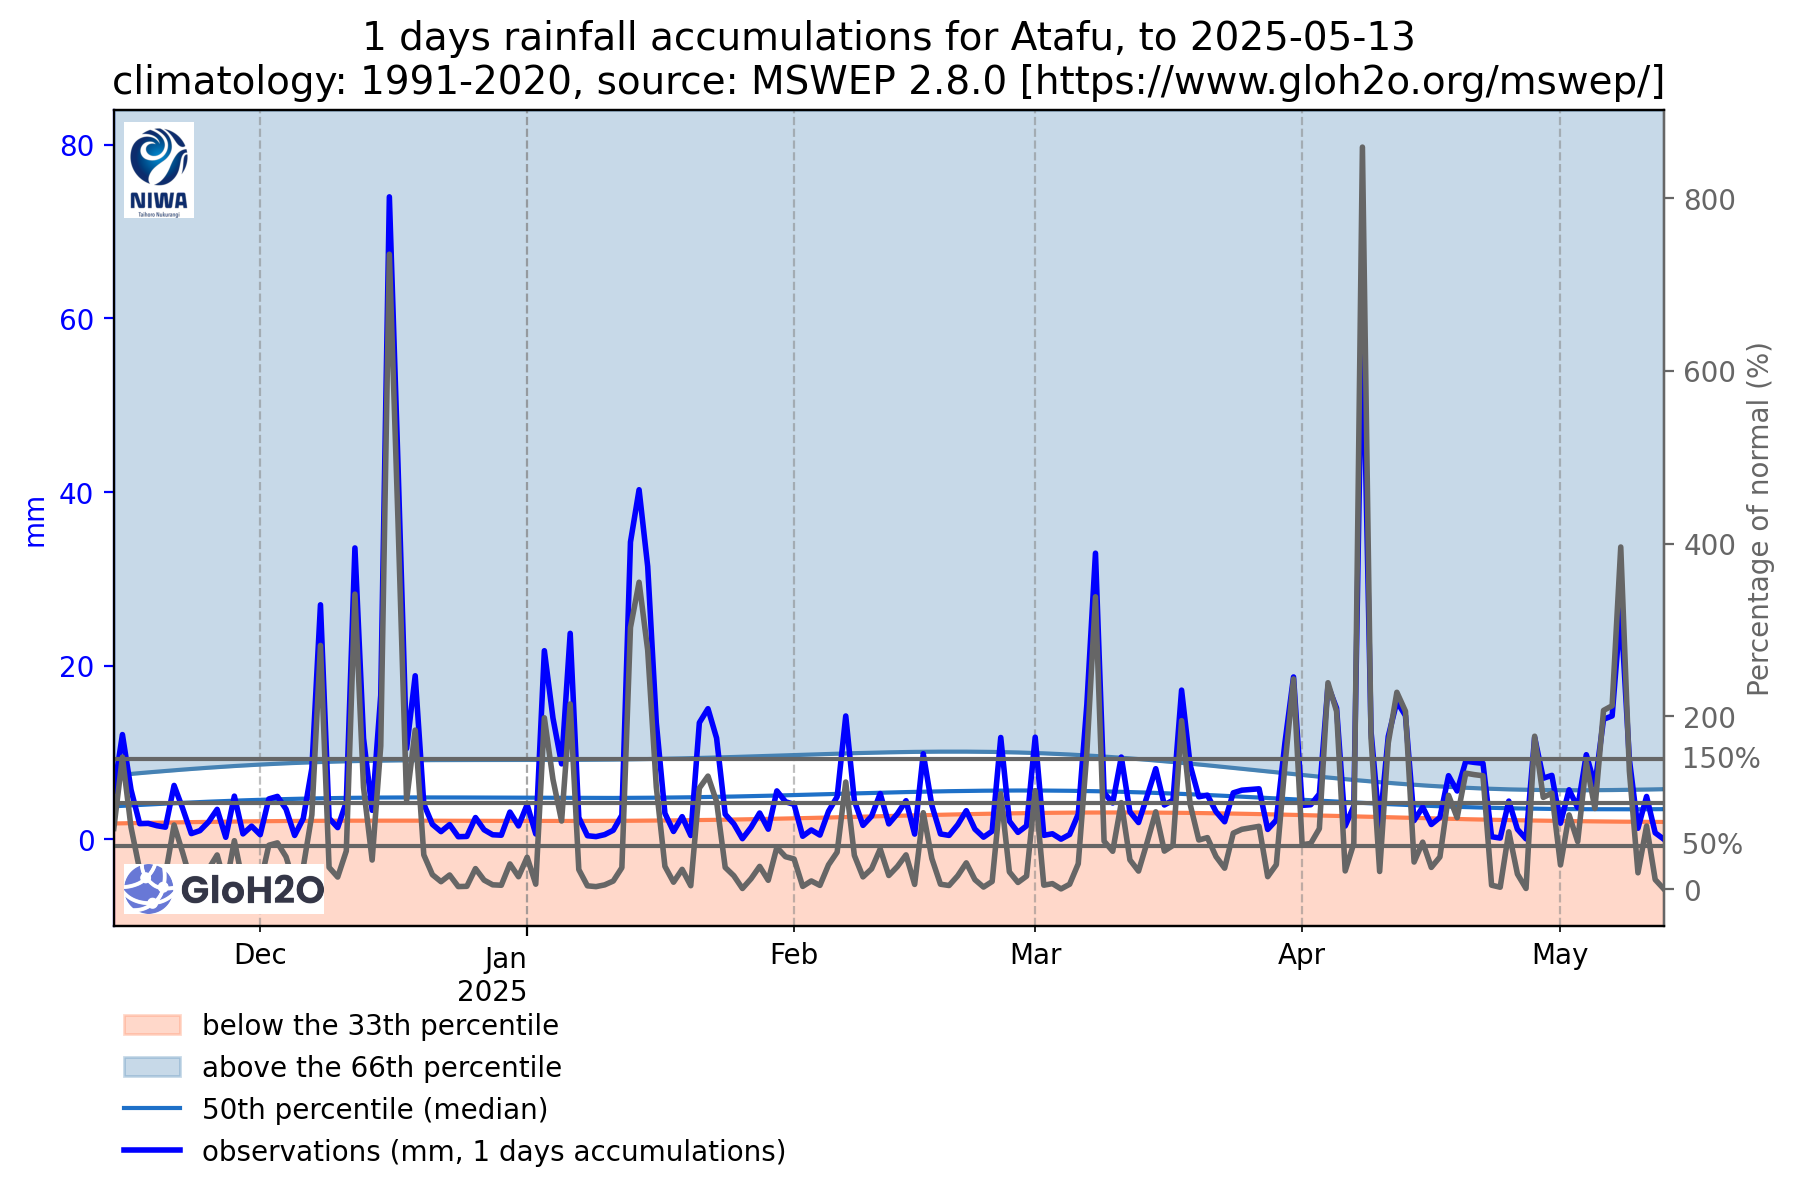 1 days rainfall accumulations for Atafu, to 2025-05-13
climatology: 1991-2020, source: MSWEP 2.8.0 [https://www.gloh2o.org/mswep/]
NIWA
Taihoro Nukurangi
80
60
40
20
0
mm
800
600
400
200
150%
50%
0
Percentage of normal (%)
GloH2O
Dec
Jan
2025
Feb
Mar
Apr
May
below the 33th percentile
above the 66th percentile
50th percentile (median)
observations (mm, 1 days accumulations)